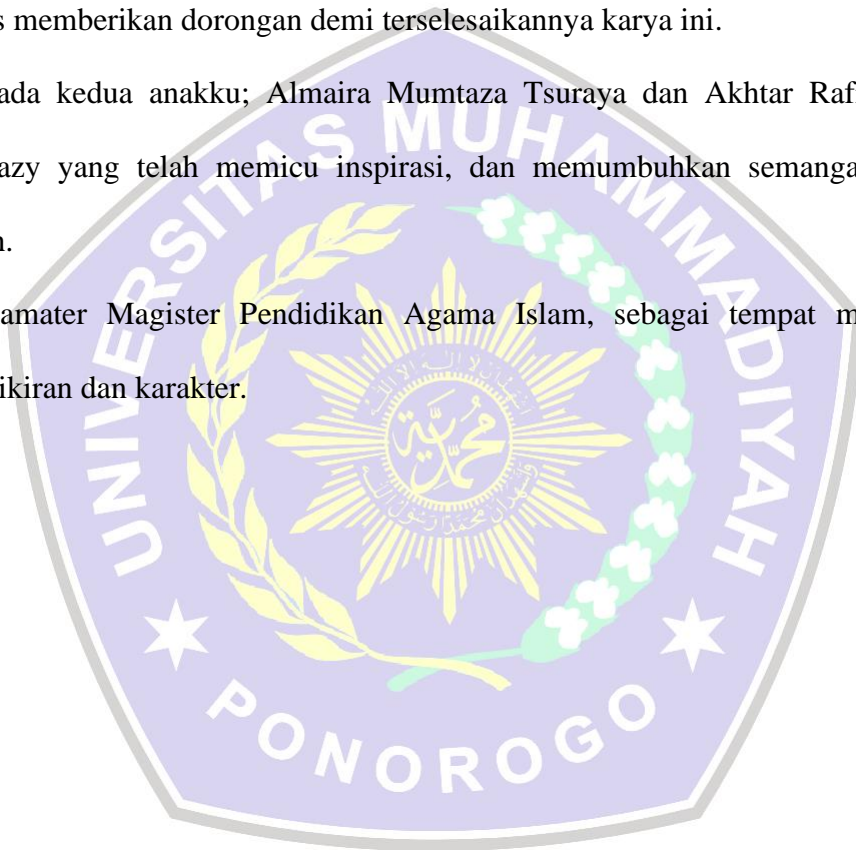 s memberikan dorongan demi terselesaikannya karya ini.
ada kedua anakku; Almaira Mumtaza Tsuraya dan Akhtar Raf
azy yang telah memicu inspirasi, dan memumbuhkan semanga
n.
amater Magister Pendidikan Agama Islam, sebagai tempat m
ikiran dan karakter.
UNIVERSITAS MUHAMMADIYAH
PONOROGO
محمدية